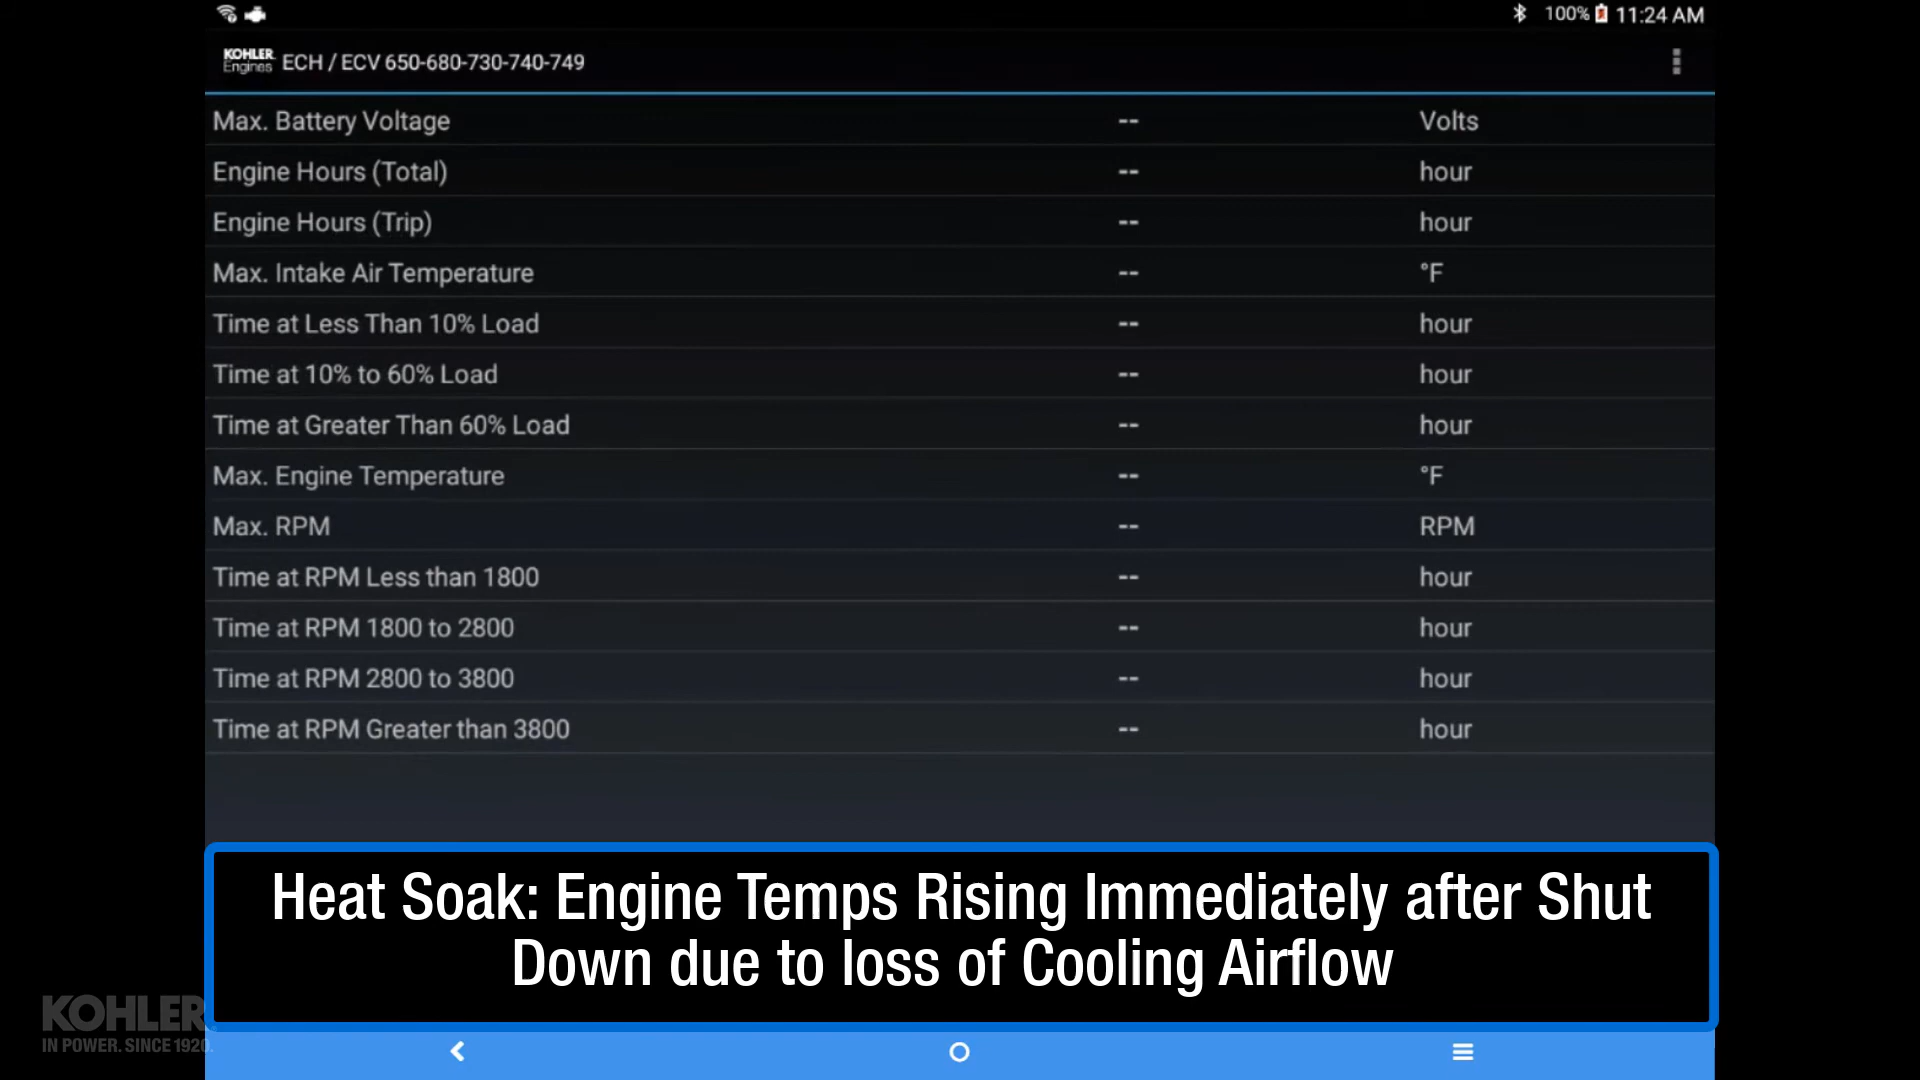 100% 11:24 AM
KOHLER
Engines
ECH / ECV 650-680-730-740-749
Max. Battery Voltage -- Volts
Engine Hours (Total) -- hour
Engine Hours (Trip) -- hour
Max. Intake Air Temperature -- °F
Time at Less Than 10% Load -- hour
Time at 10% to 60% Load -- hour
Time at Greater Than 60% Load -- hour
Max. Engine Temperature -- °F
Max. RPM -- RPM
Time at RPM Less than 1800 -- hour
Time at RPM 1800 to 2800 -- hour
Time at RPM 2800 to 3800 -- hour
Time at RPM Greater than 3800 -- hour
Heat Soak: Engine Temps Rising Immediately after Shut
Down due to loss of Cooling Airflow
KOHLER
IN POWER. SINCE 1920.